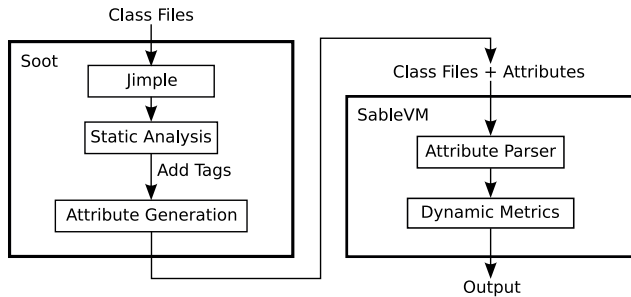 Class Files
Soot
Jimple
Static Analysis
Add Tags
Attribute Generation
Class Files + Attributes
SableVM
Attribute Parser
Dynamic Metrics
Output